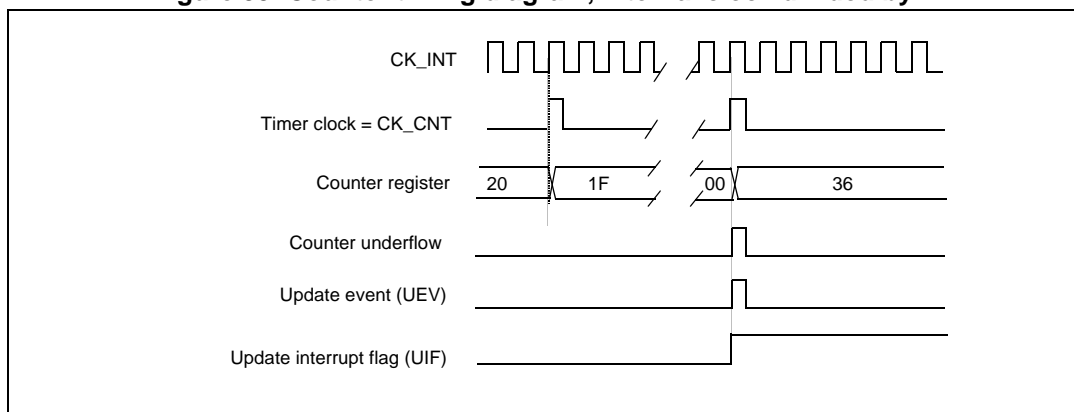 CK_INT
Timer clock = CK_CNT
Counter register 20 1F 00 36
Counter underflow
Update event (UEV)
Update interrupt flag (UIF)